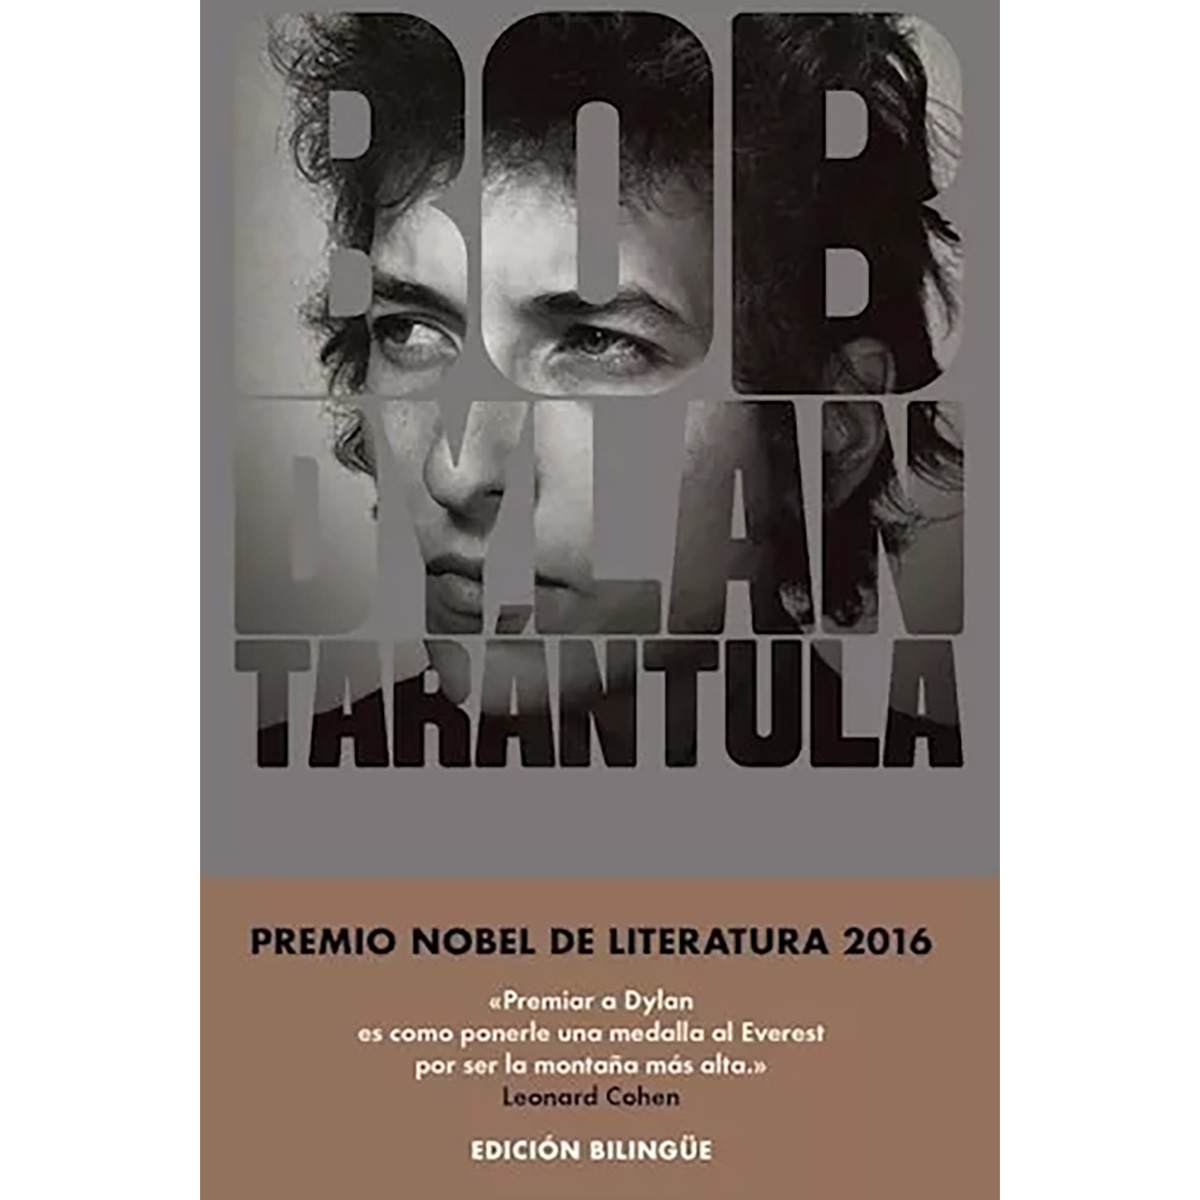 BOB
DYLAN
TARÁNTULA
PREMIO NOBEL DE LITERATURA 2016
«Premiar a Dylan
es como ponerle una medalla al Everest
por ser la montaña más alta.»
Leonard Cohen
EDICIÓN BILINGÜE